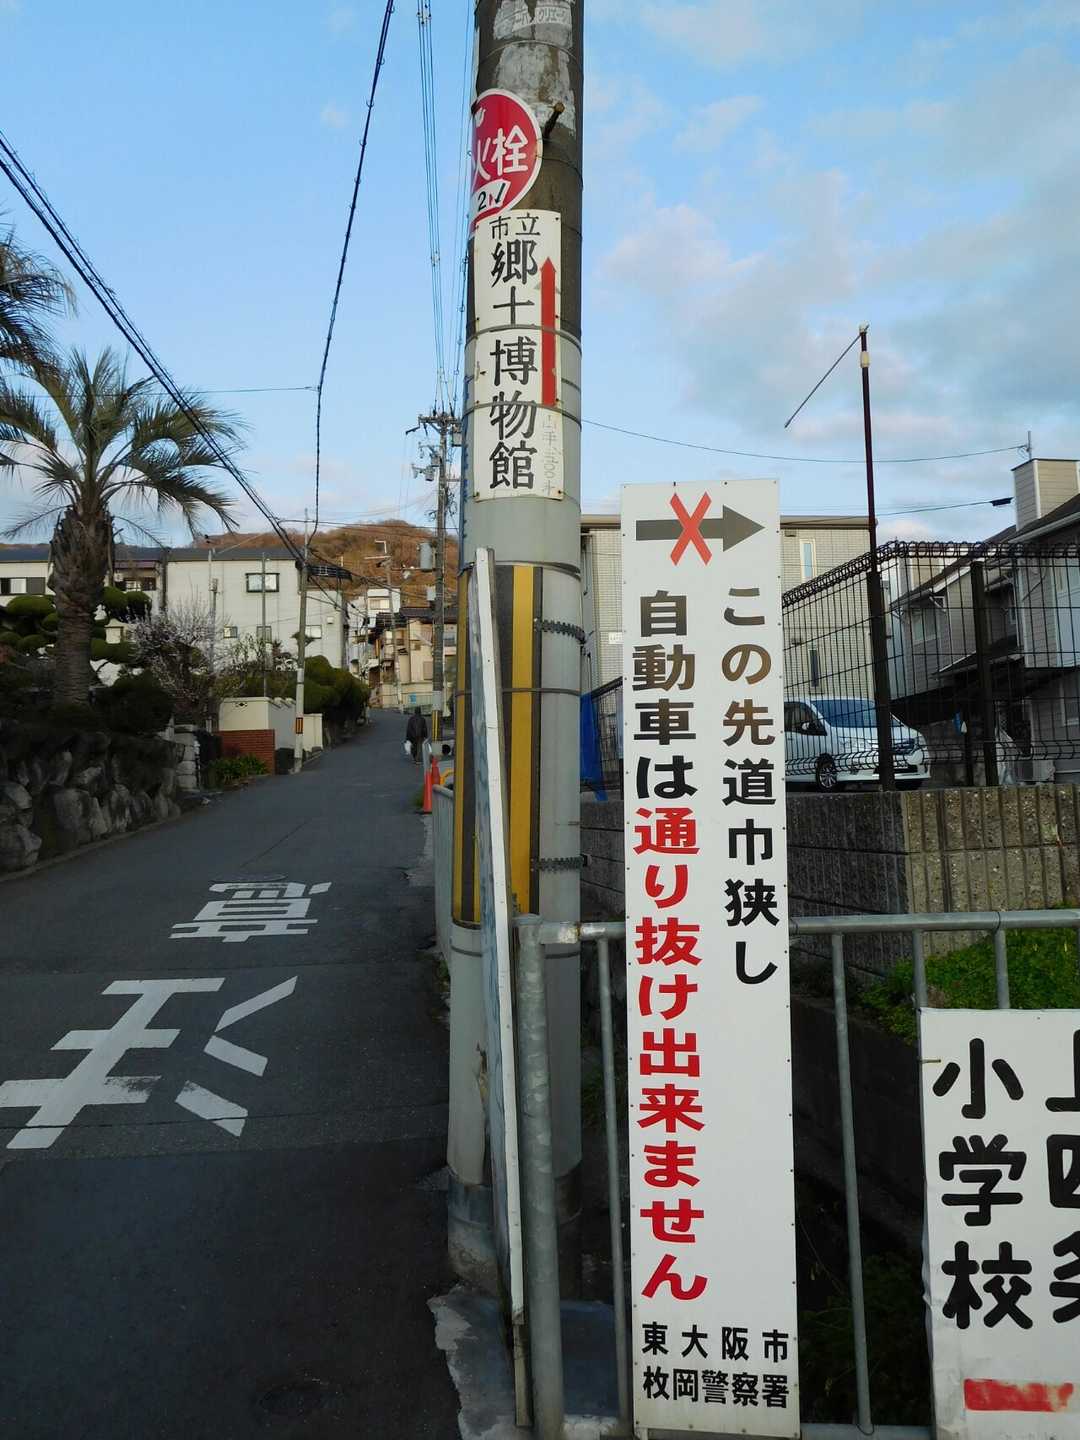 火栓
市立
郷土博物館
この先道巾狭し
自動車は通り抜け出来ません
東大阪市
枚岡警察署
小学校